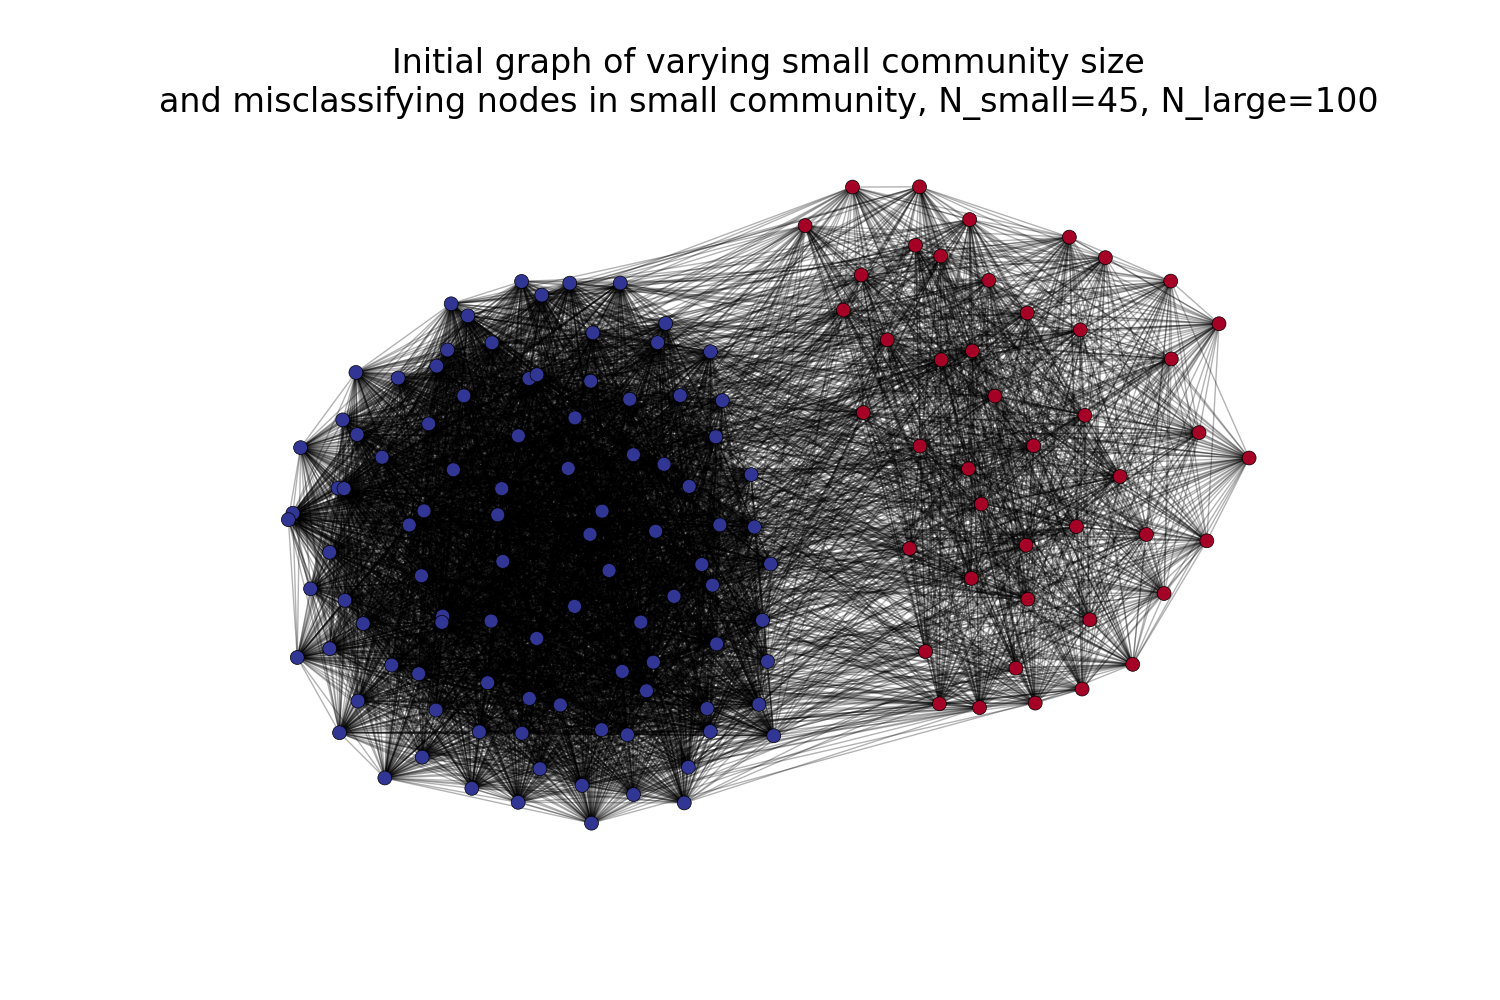 Initial graph of varying small community size
and misclassifying nodes in small community, N_small=45, N_large=100